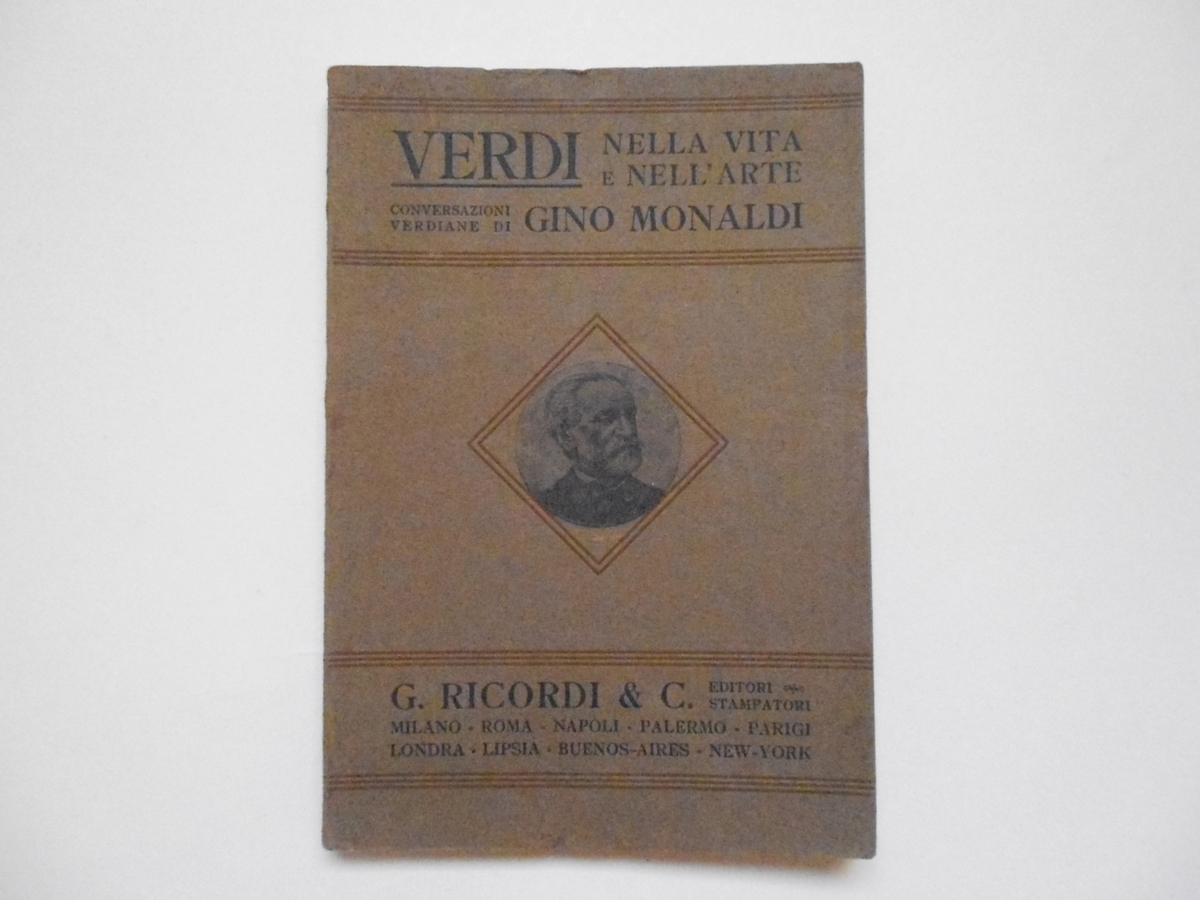 VERDI NELLA VITA
E NELL'ARTE
CONVERSAZIONI
VERDIANE DI GINO MONALDI
G. RICORDI & C. EDITORI
STAMPATORI
MILANO - ROMA - NAPOLI - PALERMO - PARIGI
LONDRA - LIPSIA - BUENOS-AIRES - NEW-YORK